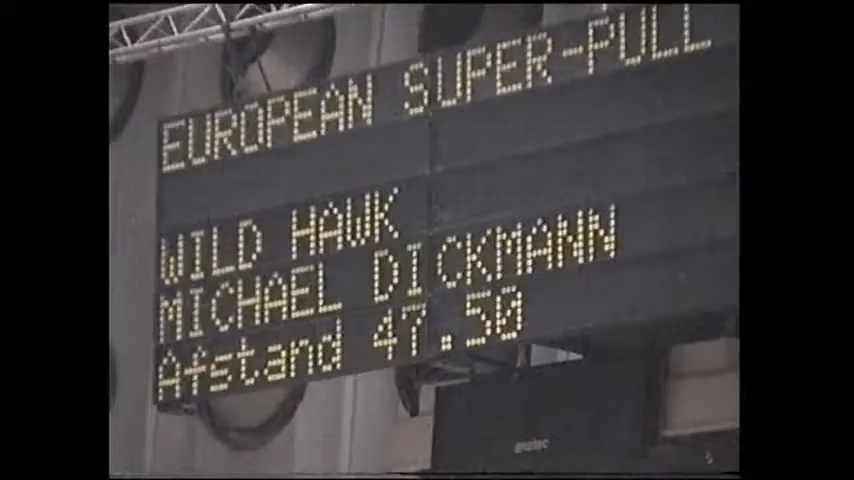 EUROPEAN SUPER-PULL
WILD HAWK
MICHAEL DICKMANN
Afstand 47.50